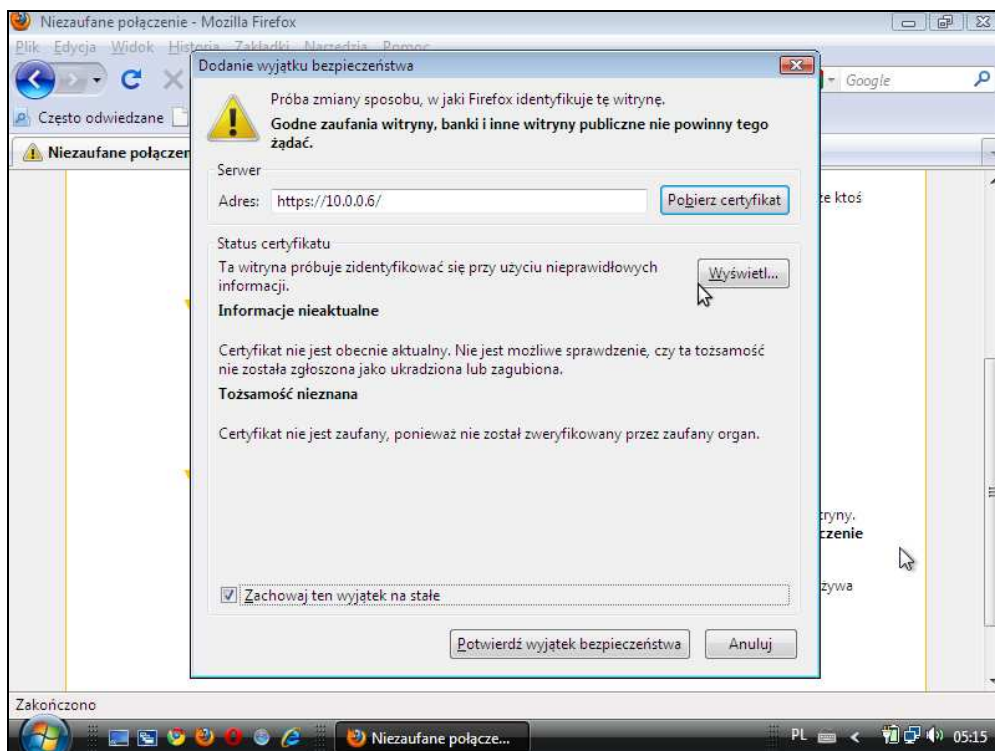 Niezaufane połączenie - Mozilla Firefox
Plik Edycja Widok Historia Zakładki Narzędzia Pomoc
Dodanie wyjątku bezpieczeństwa
Google
Często odwiedzane
Niezaufane połączen
Próba zmiany sposobu, w jaki Firefox identyfikuje tę witrynę.
Godne zaufania witryny, banki i inne witryny publiczne nie powinny tego
żądać.
Serwer
Adres: https://10.0.0.6/ Pobierz certyfikat
że ktoś
Status certyfikatu
Ta witryna próbuje zidentyfikować się przy użyciu nieprawidłowych
informacji.
Wyświetl...
Informacje nieaktualne
Certyfikat nie jest obecnie aktualny. Nie jest możliwe sprawdzenie, czy ta tożsamość
nie została zgłoszona jako ukradziona lub zagubiona.
Tożsamość nieznana
Certyfikat nie jest zaufany, ponieważ nie został zweryfikowany przez zaufany organ.
tryny.
czenie
żywa
Zachowaj ten wyjątek na stałe
Potwierdź wyjątek bezpieczeństwa Anuluj
Zakończono
Niezaufane połącze... PL 05:15